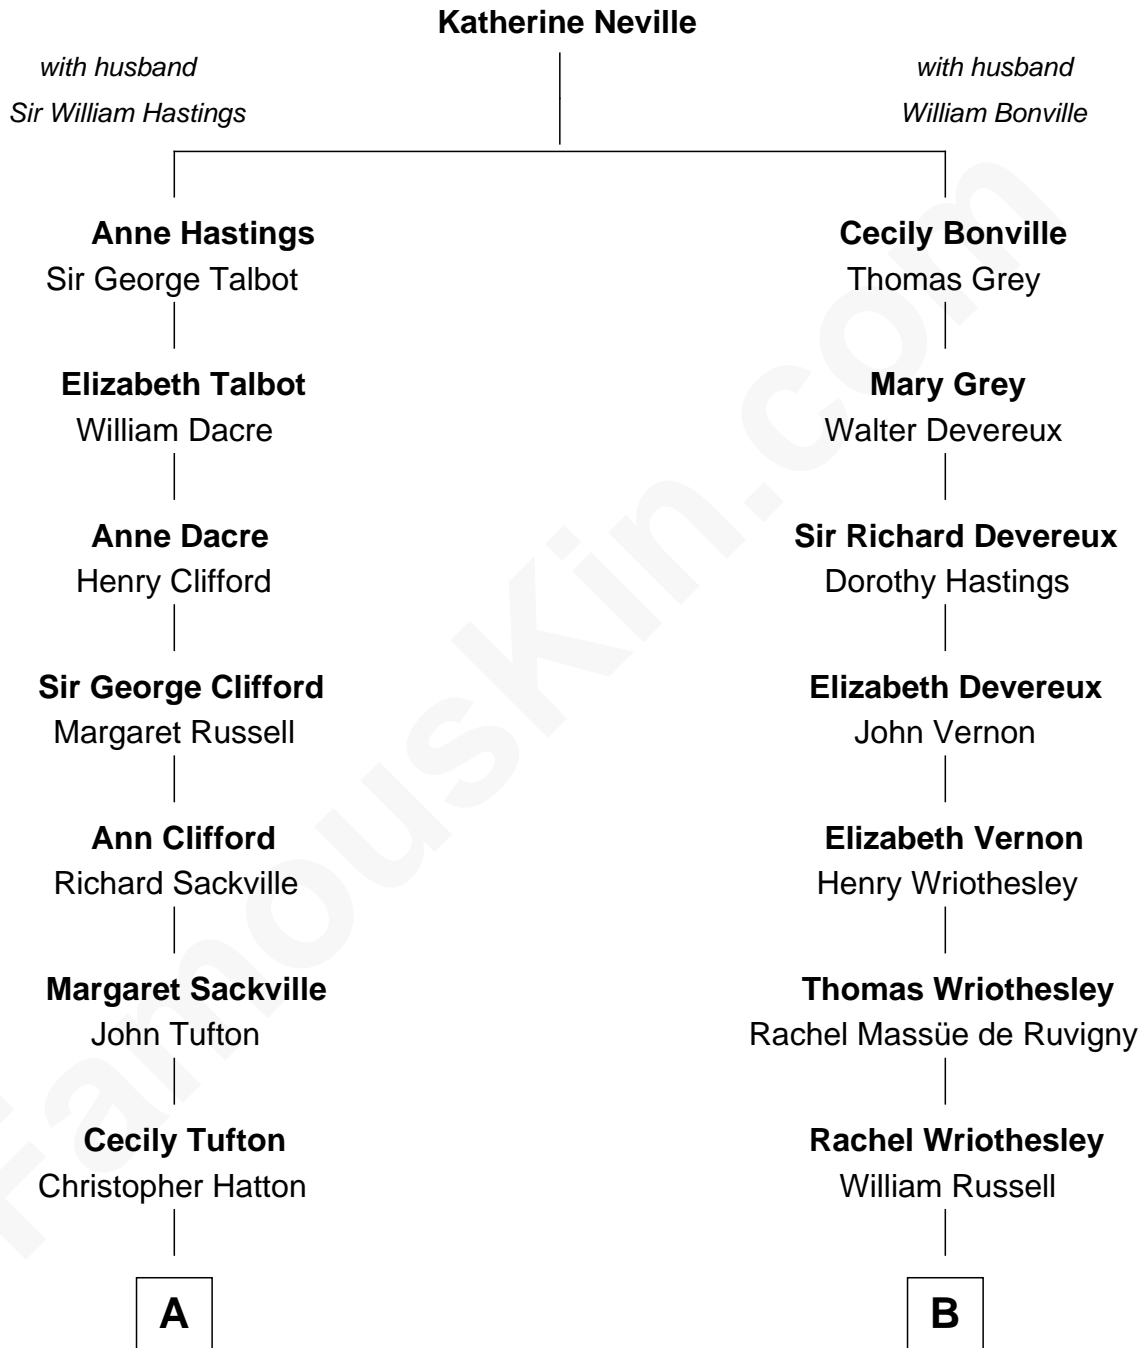 Katherine Neville
with husband
Sir William Hastings
with husband
William Bonville
Anne Hastings
Sir George Talbot
Cecily Bonville
Thomas Grey
Elizabeth Talbot
William Dacre
Mary Grey
Walter Devereux
Anne Dacre
Henry Clifford
Sir Richard Devereux
Dorothy Hastings
Sir George Clifford
Margaret Russell
Elizabeth Devereux
John Vernon
Ann Clifford
Richard Sackville
Elizabeth Vernon
Henry Wriothesley
Margaret Sackville
John Tufton
Thomas Wriothesley
Rachel Massüe de Ruvigny
Cecily Tufton
Christopher Hatton
Rachel Wriothesley
William Russell
A
B
FamousKin.com